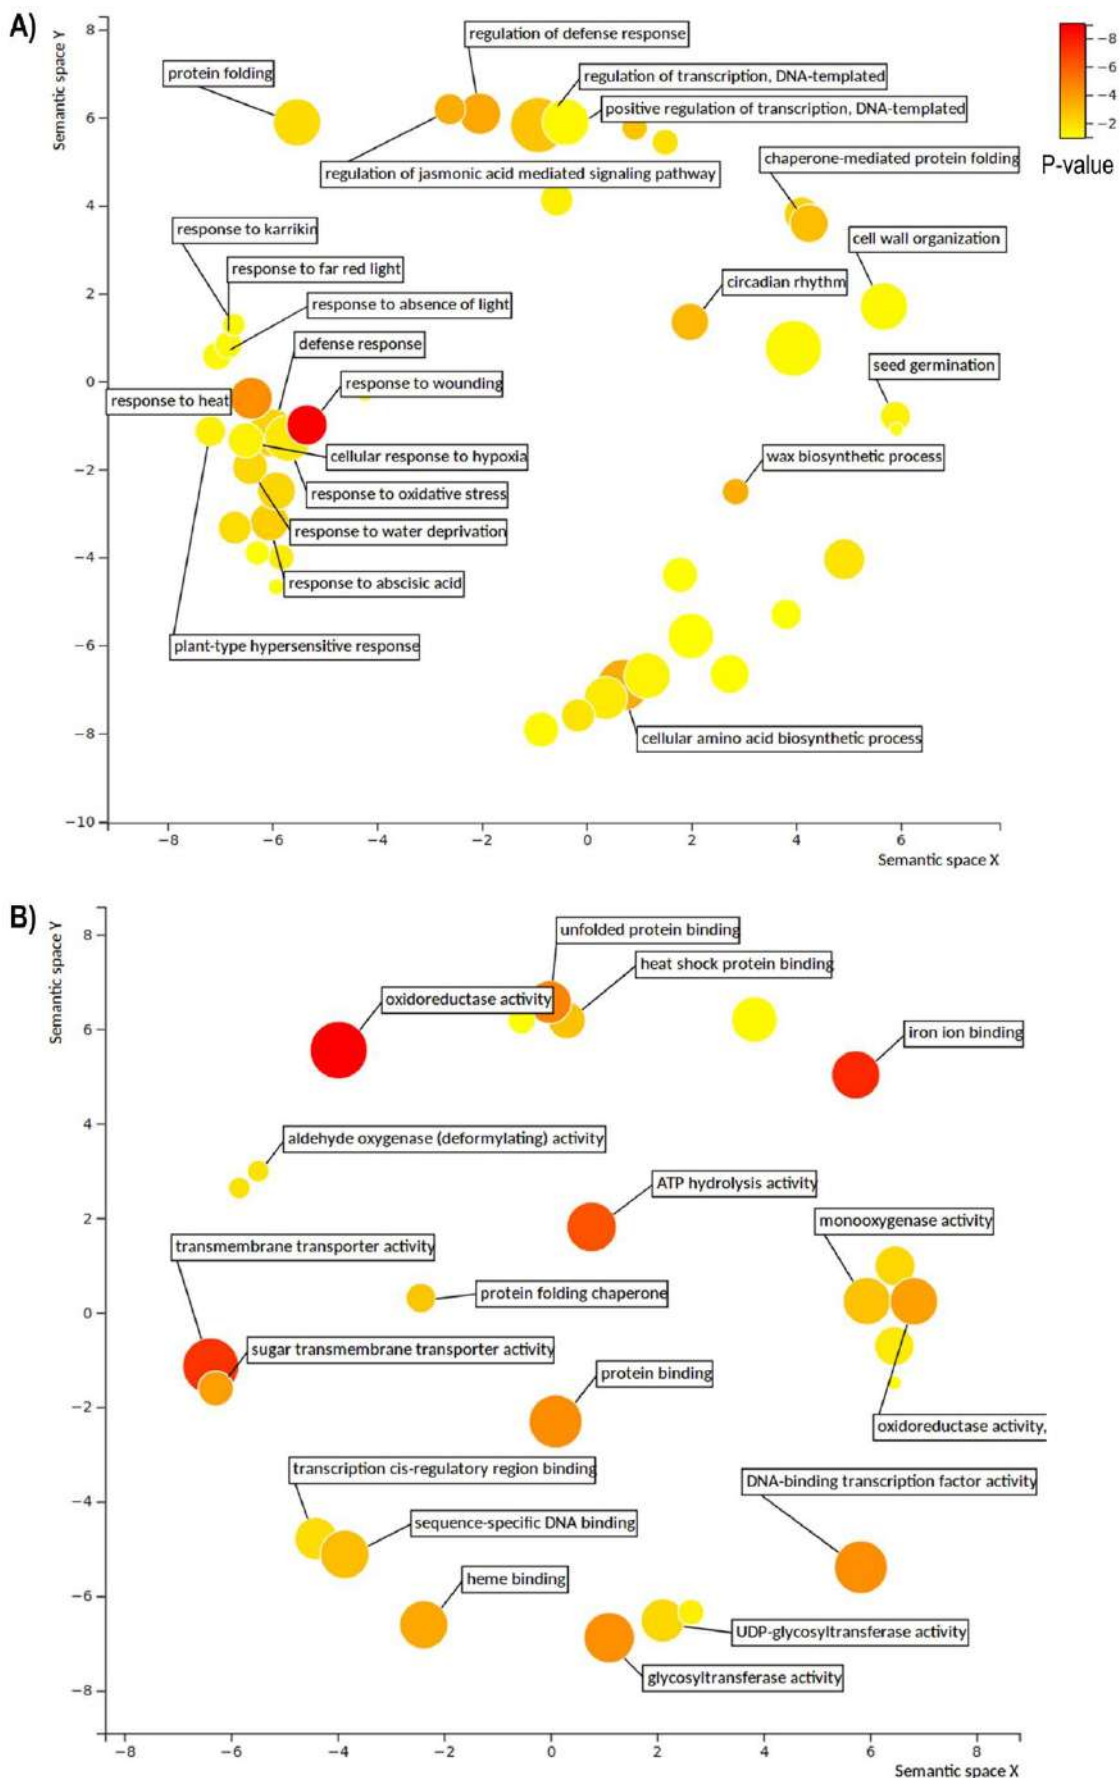 A)
Semantic space Y
8
6
4
2
0
−2
−4
−6
−8
−10
regulation of defense response
protein folding
regulation of transcription, DNA-templated
positive regulation of transcription, DNA-templated
regulation of jasmonic acid mediated signaling pathway
chaperone-mediated protein folding
response to karrikin
cell wall organization
response to far red light
circadian rhythm
response to absence of light
defense response
seed germination
response to wounding
response to heat
cellular response to hypoxia
wax biosynthetic process
response to oxidative stress
response to water deprivation
response to abscisic acid
plant-type hypersensitive response
cellular amino acid biosynthetic process
−8
−6
−4
−2
P-value
−8 −6 −4 −2 0 2 4 6
Semantic space X
B)
Semantic space Y
8
6
4
2
0
−2
−4
−6
−8
unfolded protein binding
heat shock protein binding
oxidoreductase activity
iron ion binding
aldehyde oxygenase (deformylating) activity
ATP hydrolysis activity
monooxygenase activity
transmembrane transporter activity
protein folding chaperone
sugar transmembrane transporter activity
protein binding
oxidoreductase activity,
transcription cis-regulatory region binding
DNA-binding transcription factor activity
sequence-specific DNA binding
heme binding
UDP-glycosyltransferase activity
glycosyltransferase activity
−8 −6 −4 −2 0 2 4 6 8
Semantic space X